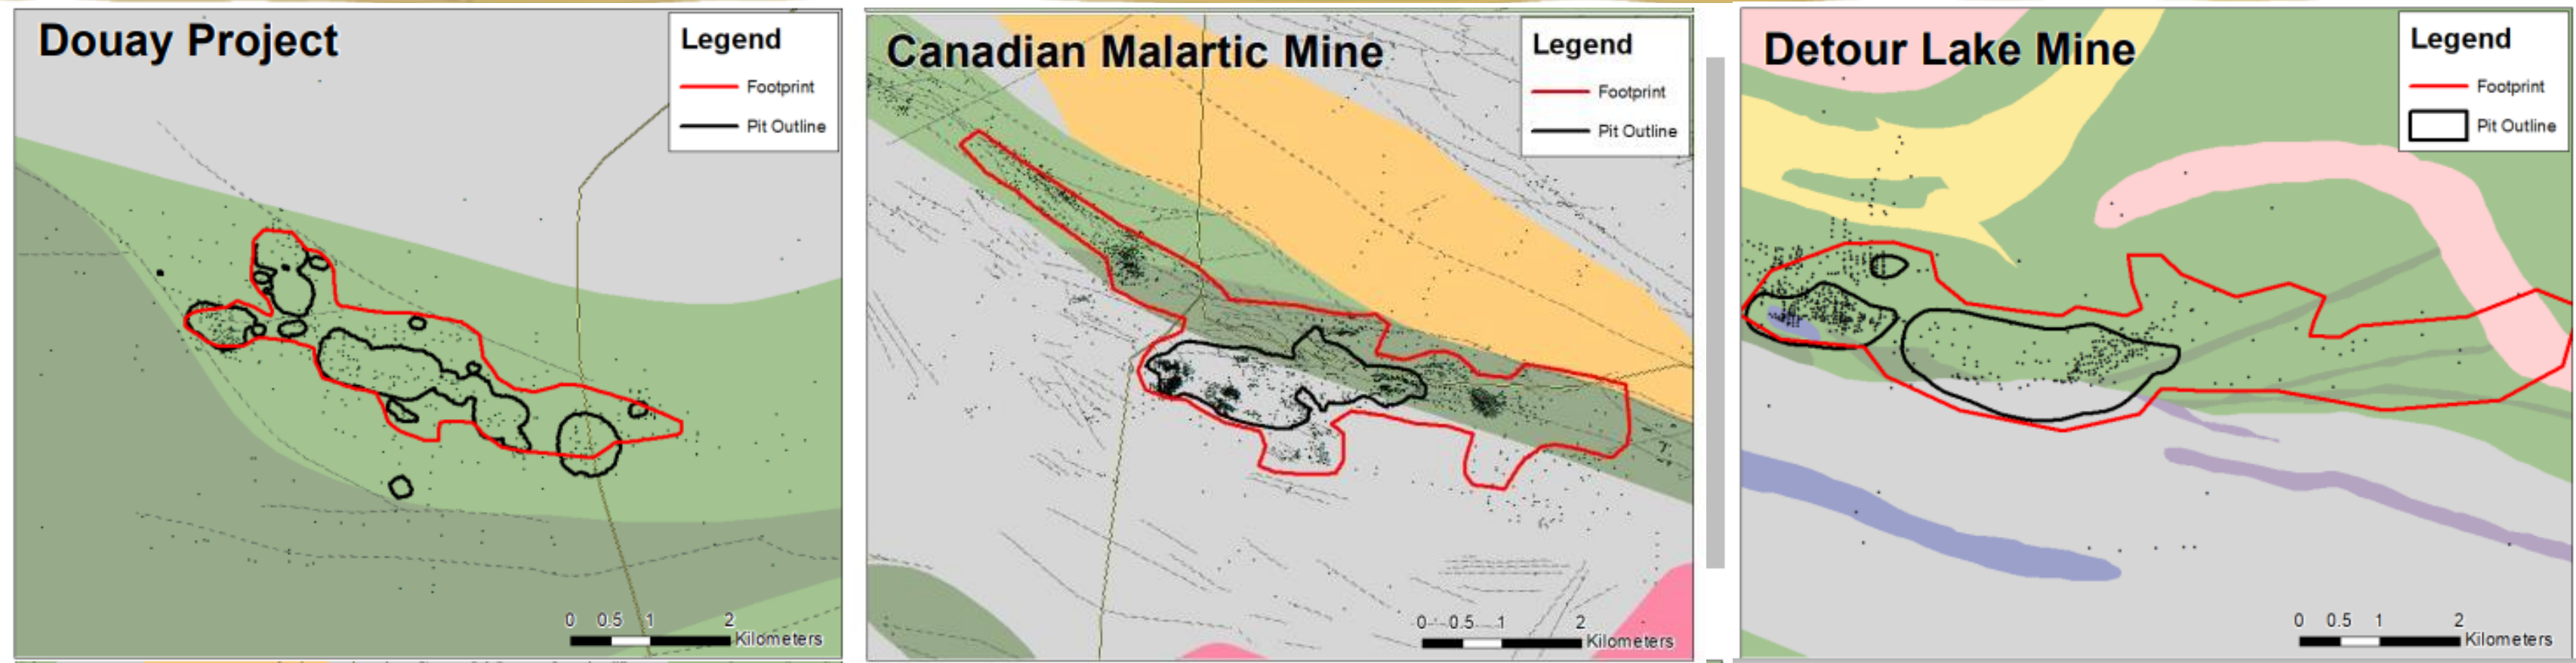 Douay Project
Legend
Footprint
Pit Outline
0 0.5 1 2
Kilometers
Canadian Malartic Mine
Legend
Footprint
Pit Outline
0 0.5 1 2
Kilometers
Detour Lake Mine
Legend
Footprint
Pit Outline
0 0.5 1 2
Kilometers